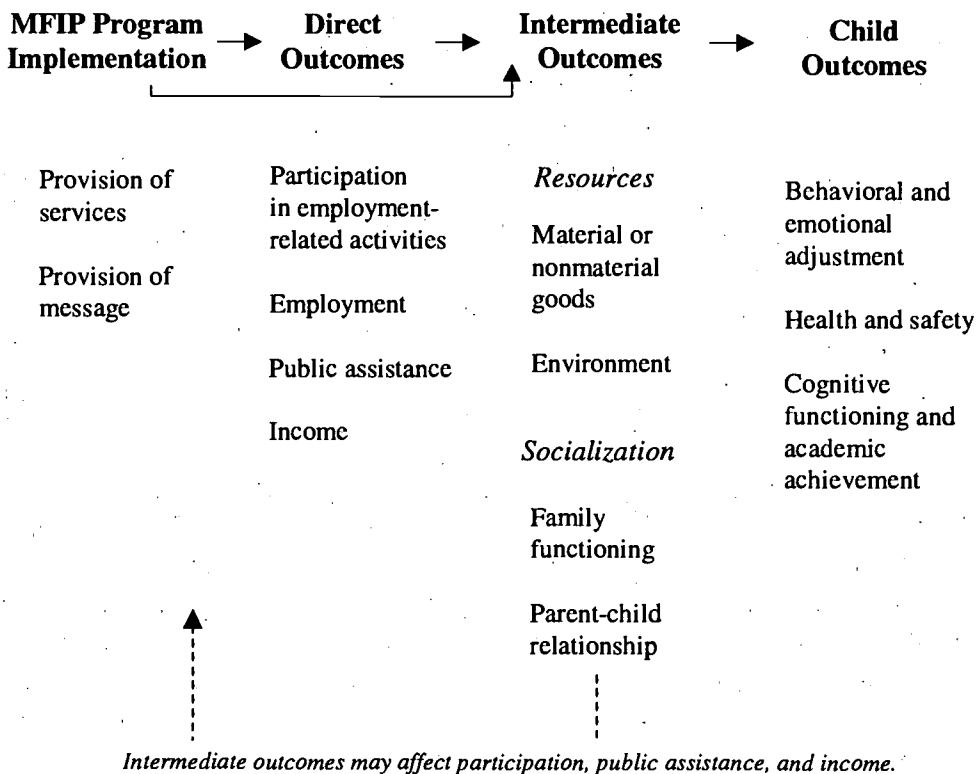 MFIP Program
Implementation
Direct
Outcomes
Intermediate
Outcomes
Child
Outcomes
Provision of
services
Provision of
message
Participation
in employment-
related activities
Employment
Public assistance
Income
Resources
Material or
nonmaterial
goods
Environment
Socialization
Family
functioning
Parent-child
relationship
Behavioral and
emotional
adjustment
Health and safety
Cognitive
functioning and
academic
achievement
Intermediate outcomes may affect participation, public assistance, and income.